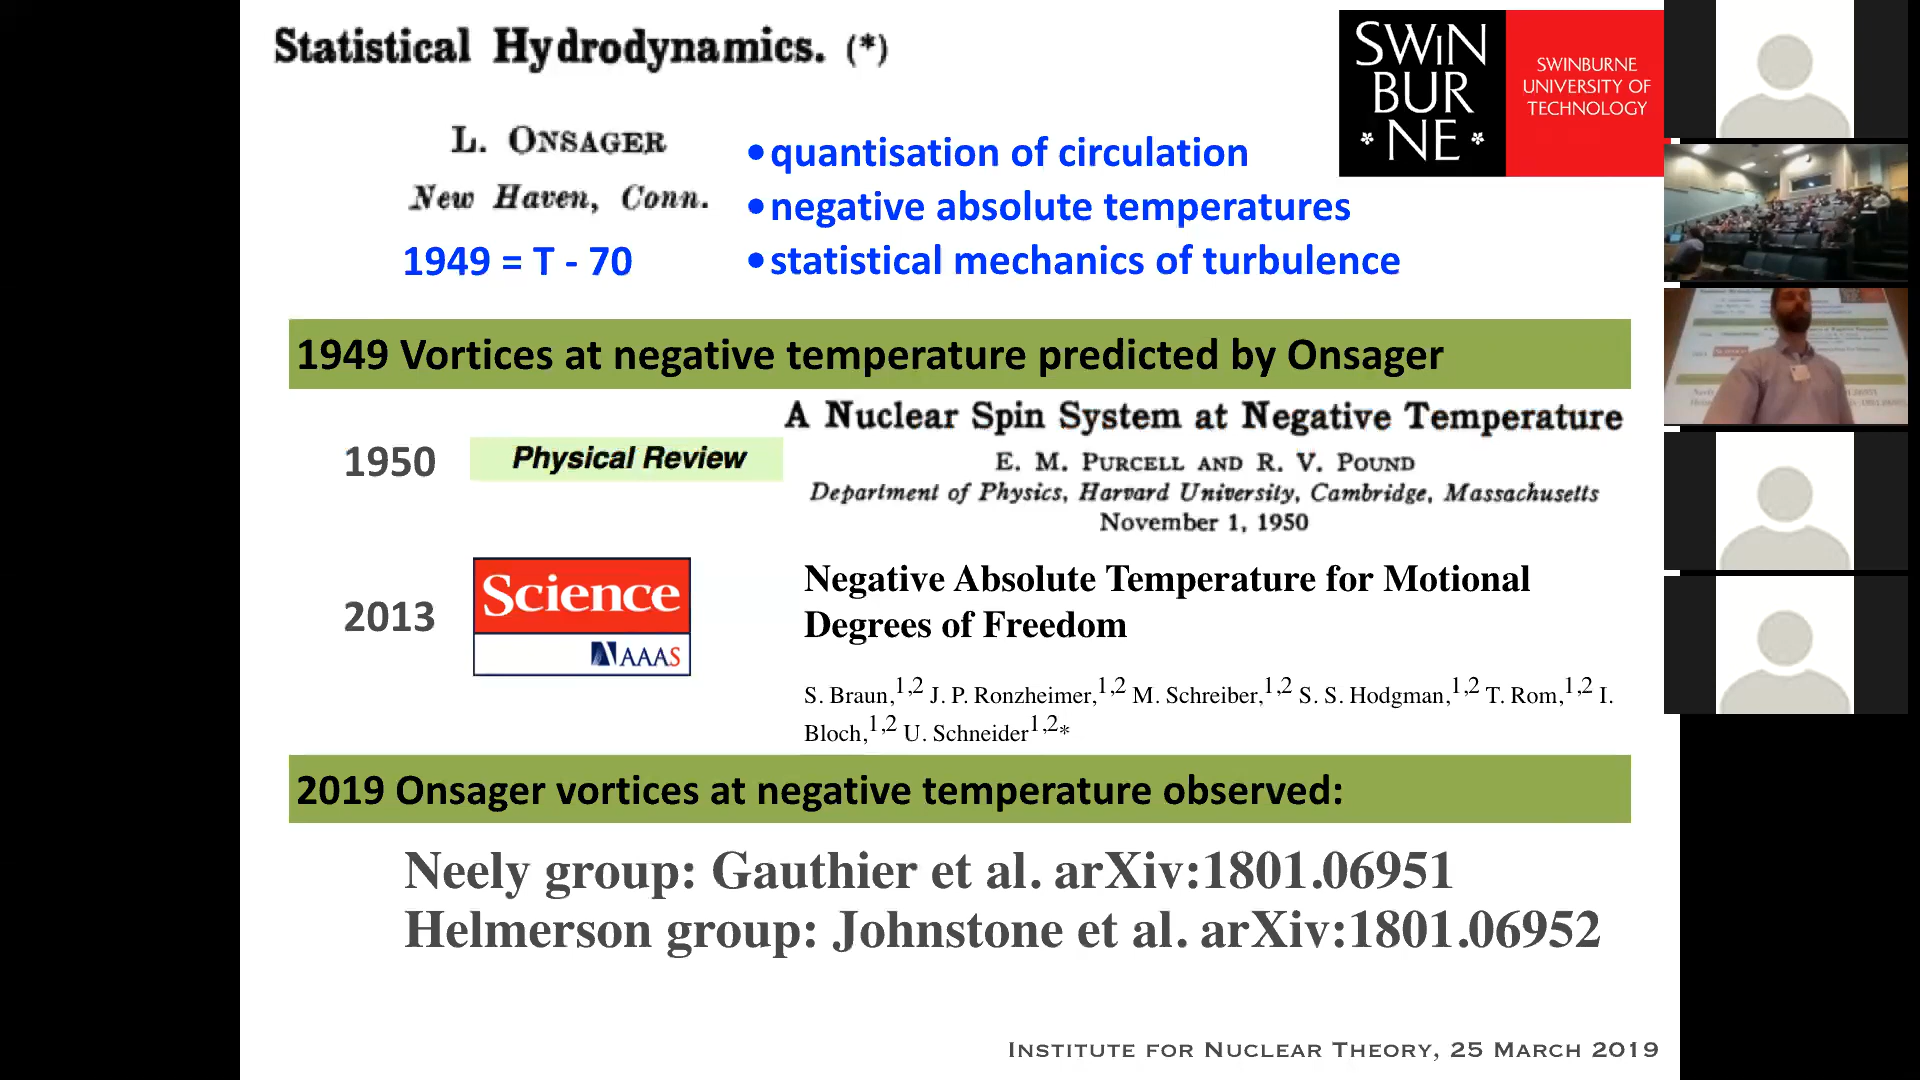 Statistical Hydrodynamics. (*)
L. ONSAGER
New Haven, Conn.
1949 = T - 70
•quantisation of circulation
•negative absolute temperatures
•statistical mechanics of turbulence
SWiN
BUR
* NE *
SWINBURNE
UNIVERSITY OF
TECHNOLOGY
1949 Vortices at negative temperature predicted by Onsager
1950
Physical Review
A Nuclear Spin System at Negative Temperature
E. M. PURCELL AND R. V. POUND
Department of Physics, Harvard University, Cambridge, Massachusetts
November 1, 1950
2013
Science
AAAS
Negative Absolute Temperature for Motional
Degrees of Freedom
S. Braun,1,2 J. P. Ronzheimer,1,2 M. Schreiber,1,2 S. S. Hodgman,1,2 T. Rom,1,2 I.
Bloch,1,2 U. Schneider1,2*
2019 Onsager vortices at negative temperature observed:
Neely group: Gauthier et al. arXiv:1801.06951
Helmerson group: Johnstone et al. arXiv:1801.06952
INSTITUTE FOR NUCLEAR THEORY, 25 MARCH 2019